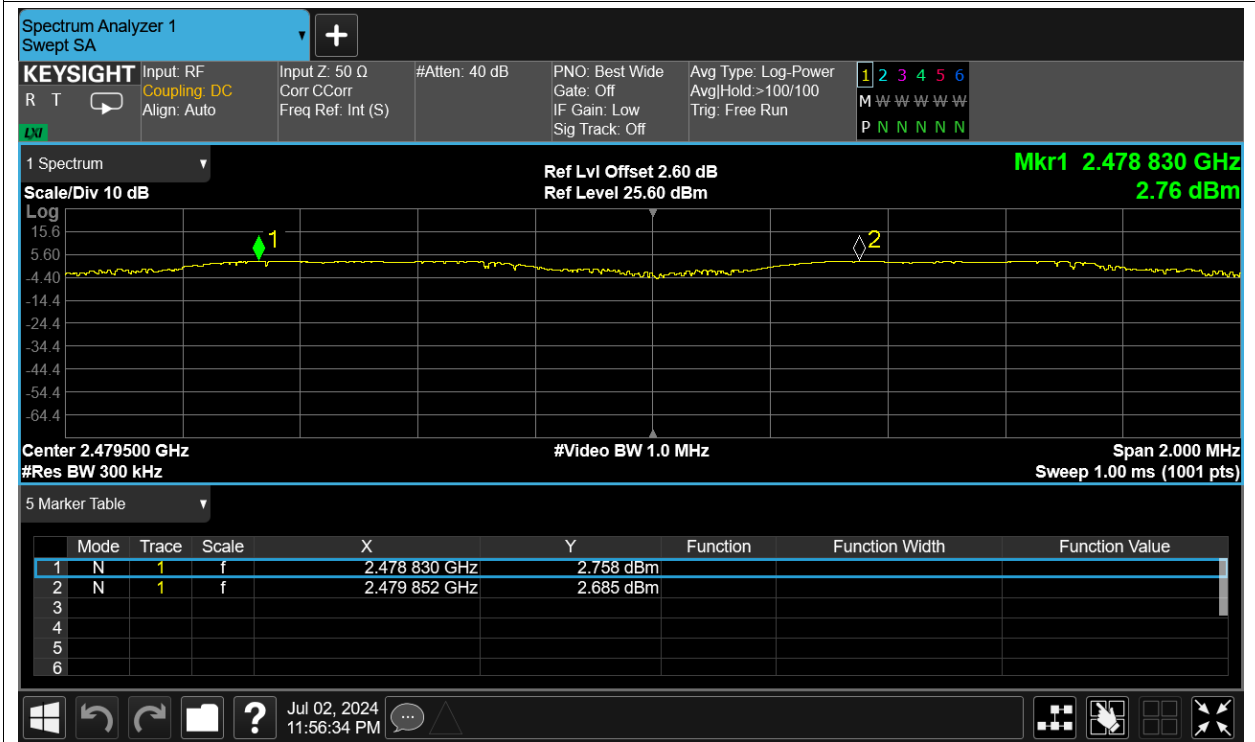 Spectrum Analyzer 1
Swept SA
+
KEYSIGHT
R T
LXI
Input: RF
Coupling: DC
Align: Auto
Input Z: 50 Ω
Corr CCorr
Freq Ref: Int (S)
#Atten: 40 dB
PNO: Best Wide
Gate: Off
IF Gain: Low
Sig Track: Off
Avg Type: Log-Power
Avg|Hold:>100/100
Trig: Free Run
1 2 3 4 5 6
M W W W W W
P N N N N N
1 Spectrum
Scale/Div 10 dB
Ref Lvl Offset 2.60 dB
Ref Level 25.60 dBm
Mkr1 2.478 830 GHz
2.76 dBm
Log
15.6
5.60
-4.40
-14.4
-24.4
-34.4
-44.4
-54.4
-64.4
1
2
Center 2.479500 GHz
#Res BW 300 kHz
#Video BW 1.0 MHz
Span 2.000 MHz
Sweep 1.00 ms (1001 pts)
5 Marker Table
Mode Trace Scale X Y Function Function Width Function Value
1 N 1 f 2.478 830 GHz 2.758 dBm
2 N 1 f 2.479 852 GHz 2.685 dBm
3
4
5
6
?
Jul 02, 2024
11:56:34 PM